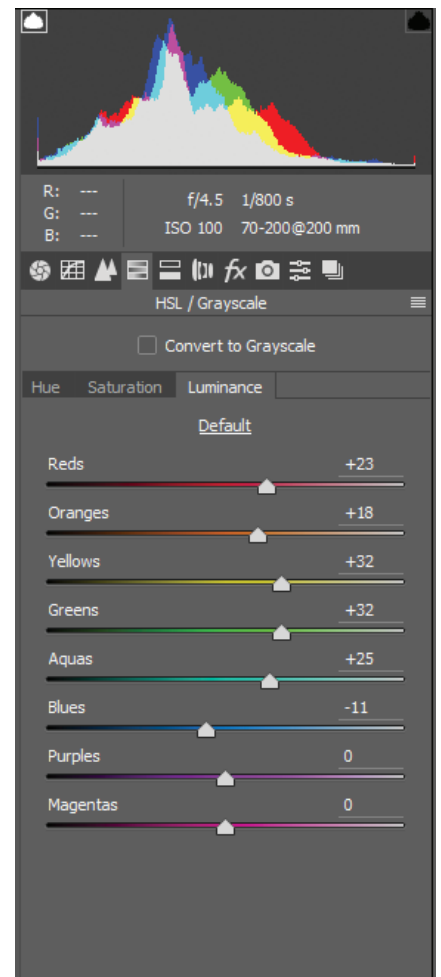 R: ---
G: ---
B: ---
f/4.5 1/800 s
ISO 100 70-200@200 mm
fx
HSL / Grayscale
Convert to Grayscale
Hue Saturation Luminance
Default
Reds +23
Oranges +18
Yellows +32
Greens +32
Aquas +25
Blues -11
Purples 0
Magentas 0